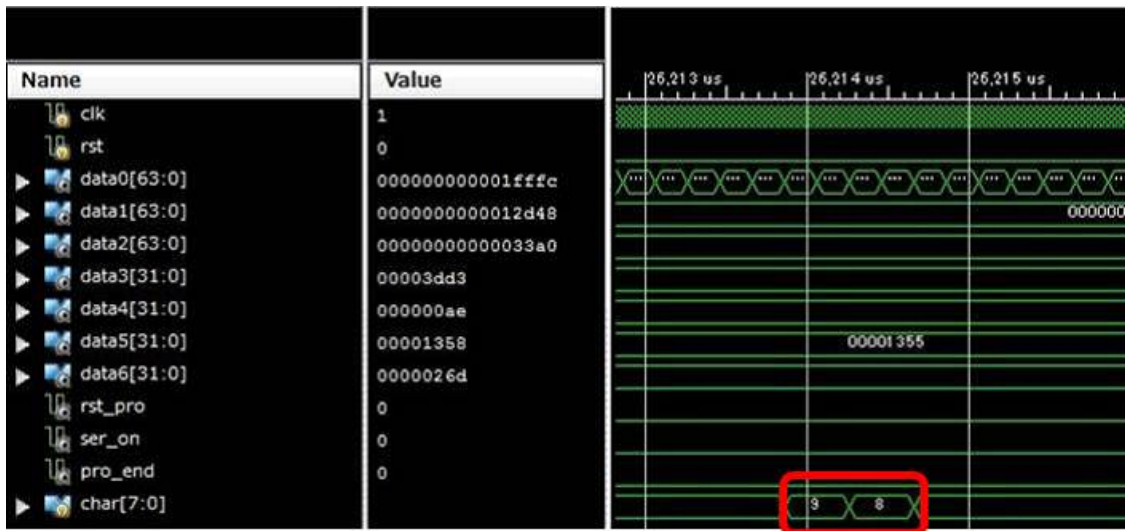 Name Value
26,213 us 26,214 us 26,215 us
clk 1
rst 0
data0[63:0] 000000000001fffc ... ... ... ... ... ... ... ... ... ... ... ... ... ...
data1[63:0] 0000000000012d48 000000
data2[63:0] 00000000000033a0
data3[31:0] 00003dd3
data4[31:0] 000000ae
data5[31:0] 00001358 00001355
data6[31:0] 0000026d
rst_pro 0
ser_on 0
pro_end 0
char[7:0] 9 8